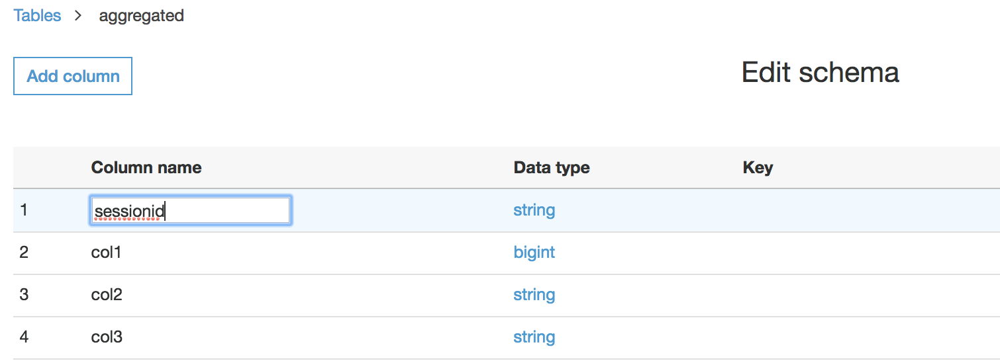 Tables > aggregated
Add column
Edit schema
Column name Data type Key
1 sessionid string
2 col1 bigint
3 col2 string
4 col3 string